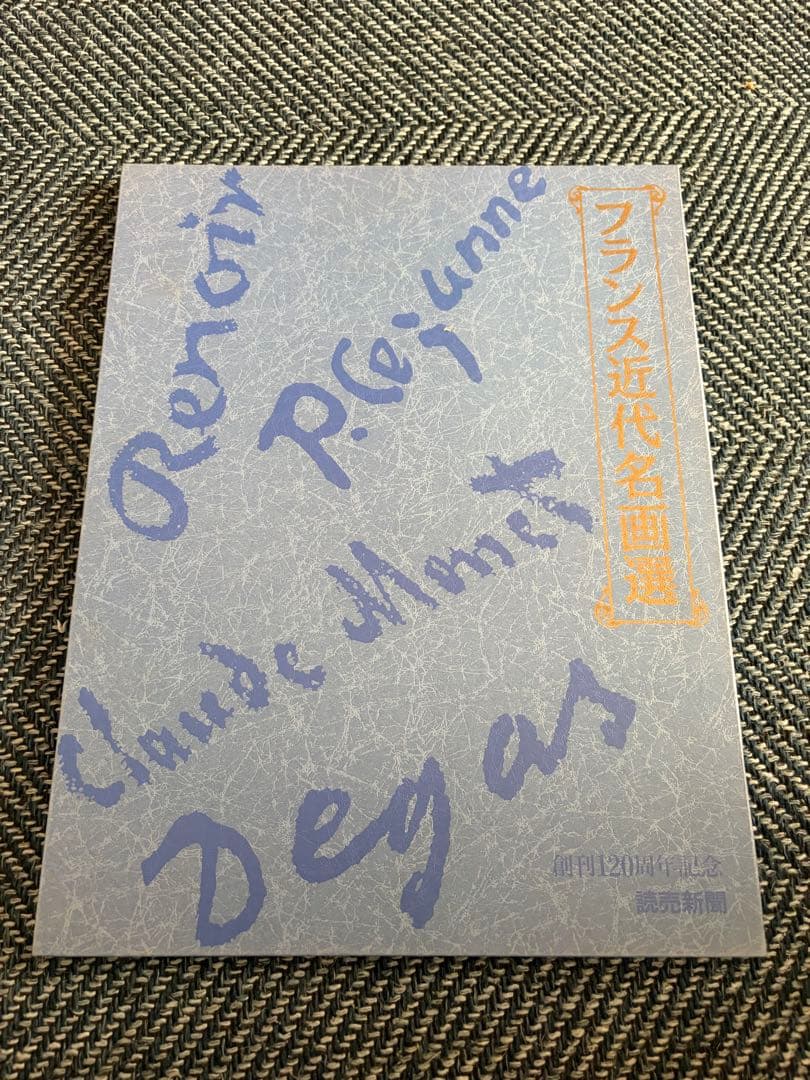 フランス近代名画選
Renoir
P. Cejunne
Claude Monet
Degas
創刊120周年記念
読売新聞